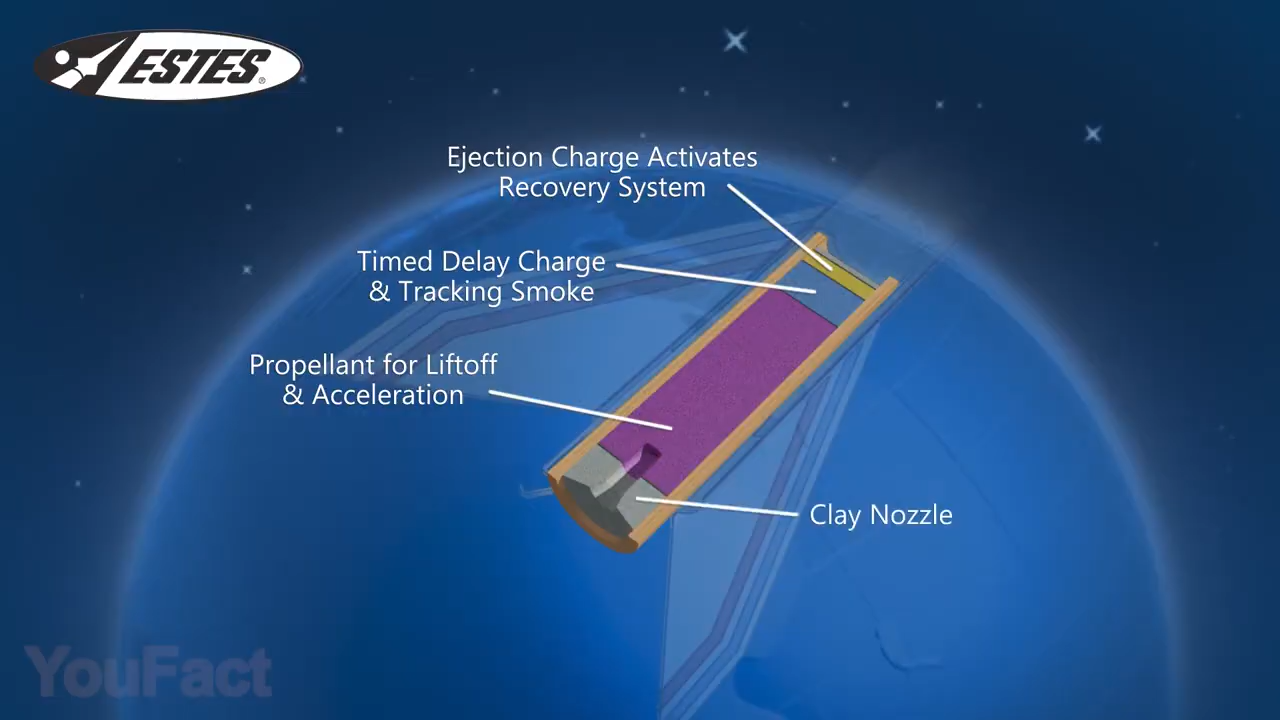 ESTES®
Ejection Charge Activates
Recovery System
Timed Delay Charge
& Tracking Smoke
Propellant for Liftoff
& Acceleration
Clay Nozzle
YouFact